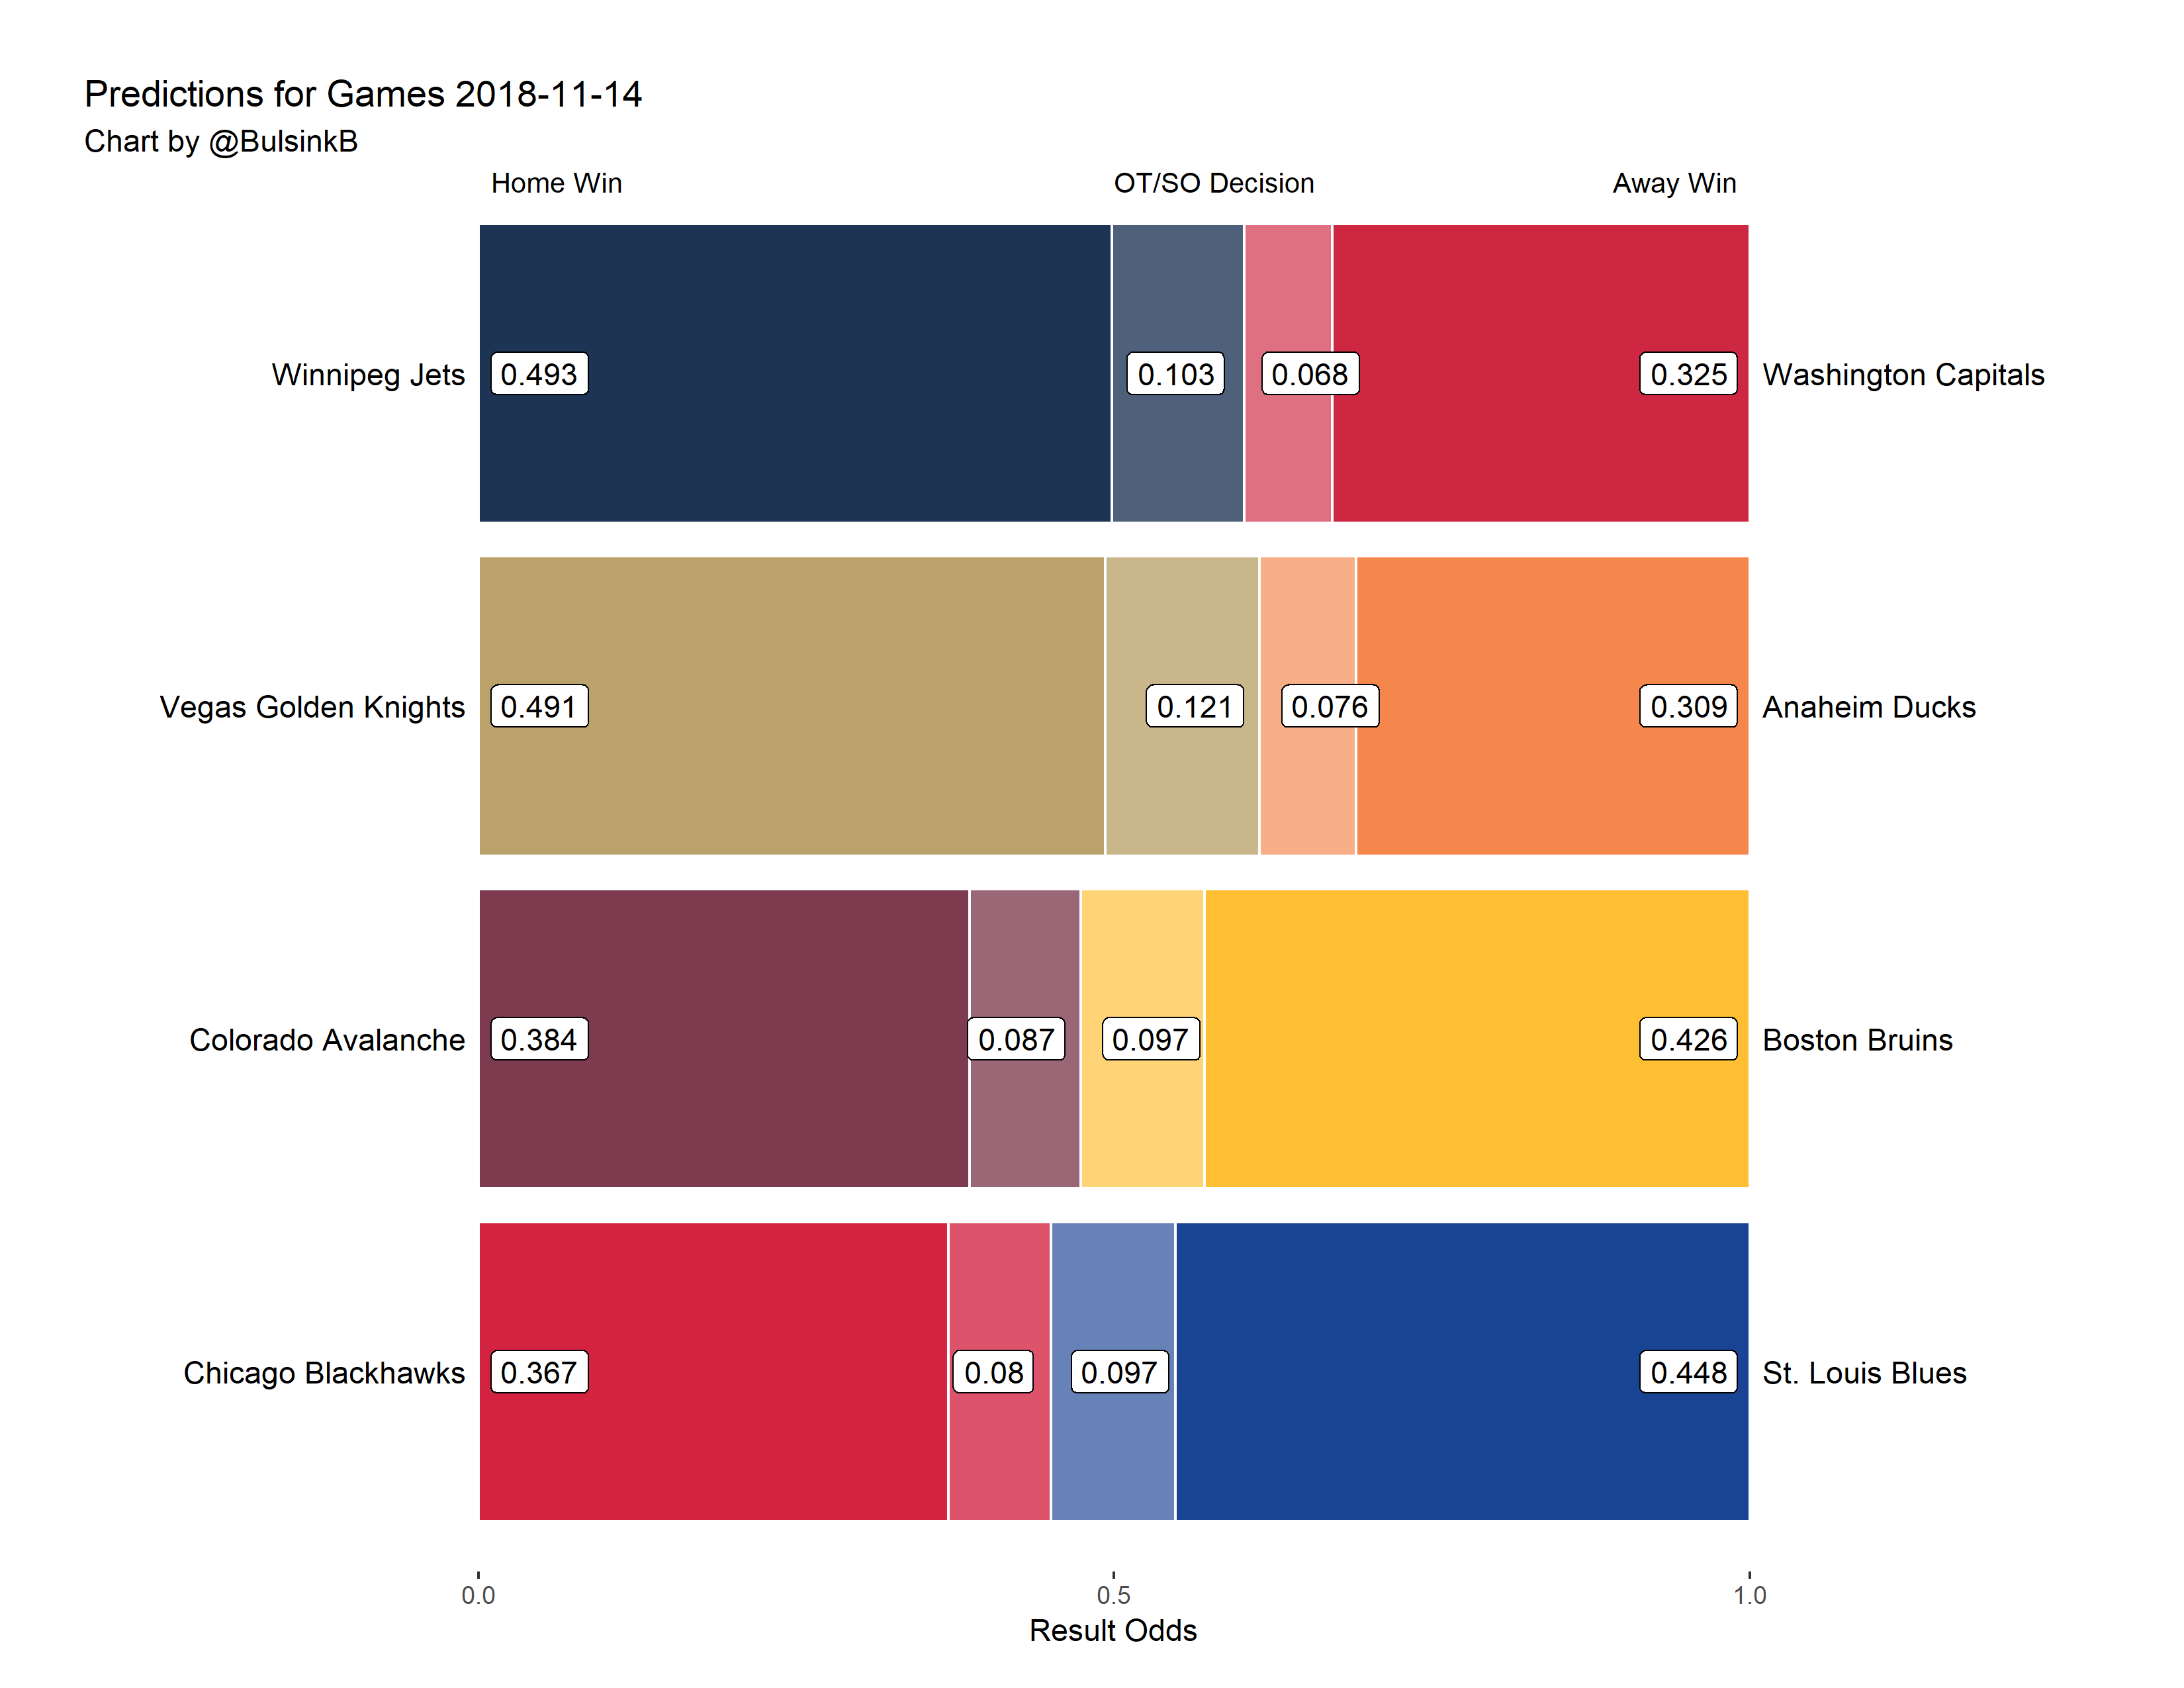 Predictions for Games 2018-11-14
Chart by @BulsinkB
Home Win OT/SO Decision Away Win
Winnipeg Jets 0.493 0.103 0.068 0.325 Washington Capitals
Vegas Golden Knights 0.491 0.121 0.076 0.309 Anaheim Ducks
Colorado Avalanche 0.384 0.087 0.097 0.426 Boston Bruins
Chicago Blackhawks 0.367 0.08 0.097 0.448 St. Louis Blues
0.0 0.5 1.0
Result Odds